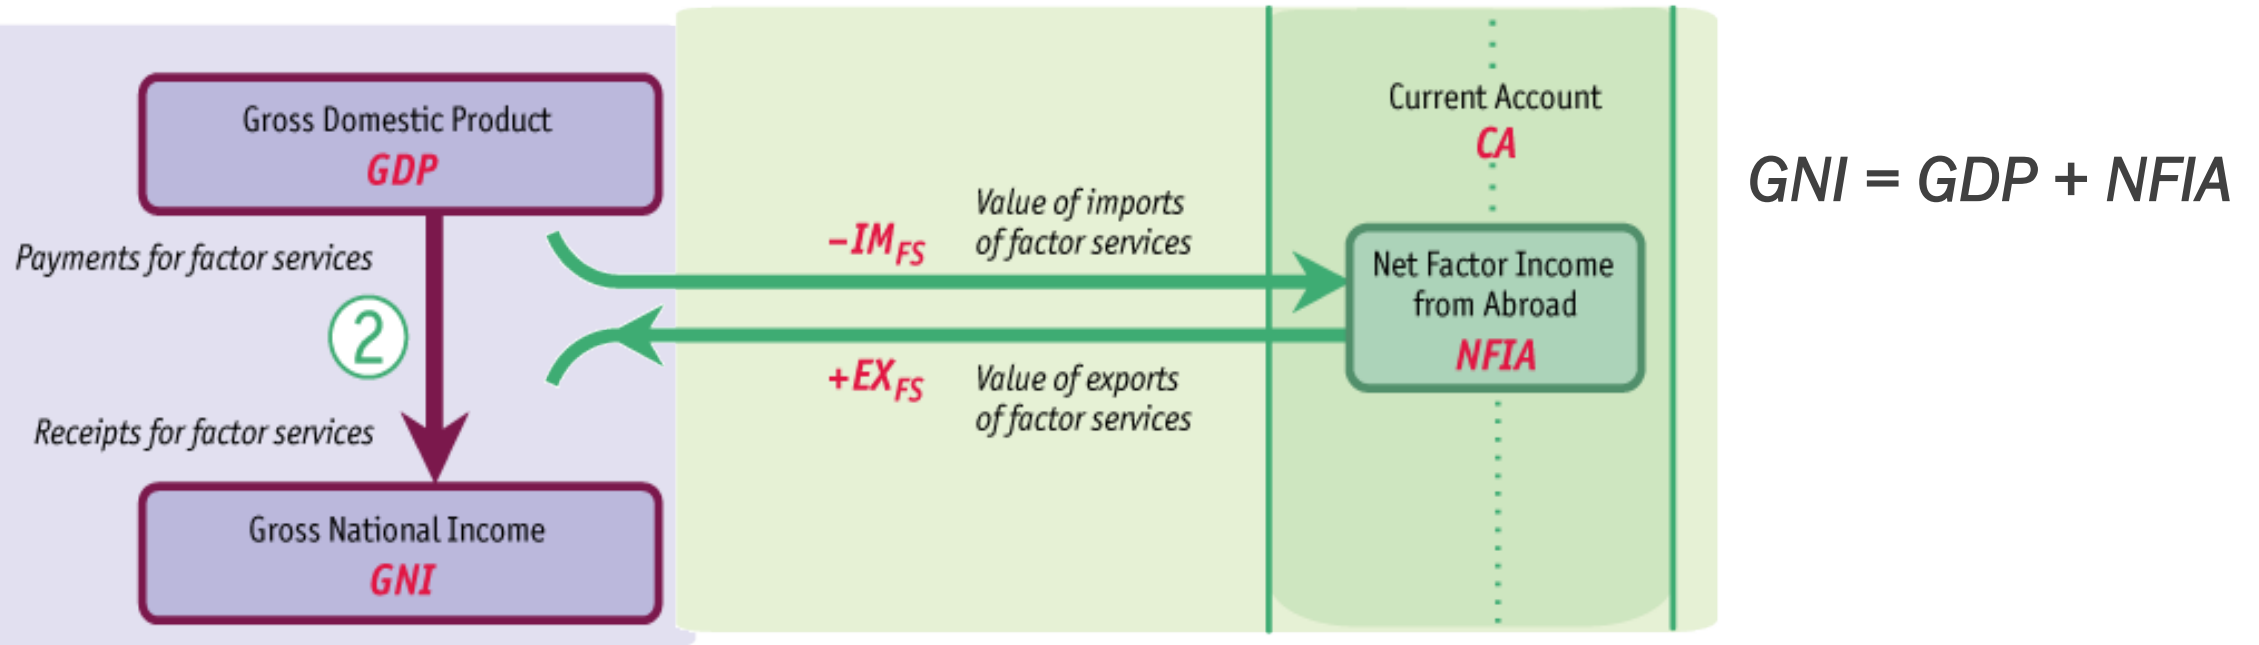 Gross Domestic Product
GDP
Payments for factor services
2
Receipts for factor services
Gross National Income
GNI
−IM_FS
Value of imports
of factor services
+EX_FS
Value of exports
of factor services
Current Account
CA
Net Factor Income
from Abroad
NFIA
GNI = GDP + NFIA